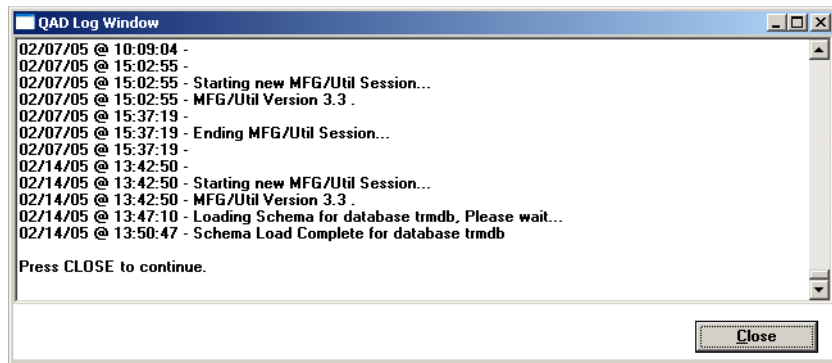 QAD Log Window
02/07/05 @ 10:09:04 -
02/07/05 @ 15:02:55 -
02/07/05 @ 15:02:55 - Starting new MFG/Util Session...
02/07/05 @ 15:02:55 - MFG/Util Version 3.3 .
02/07/05 @ 15:37:19 -
02/07/05 @ 15:37:19 - Ending MFG/Util Session...
02/07/05 @ 15:37:19 -
02/14/05 @ 13:42:50 -
02/14/05 @ 13:42:50 - Starting new MFG/Util Session...
02/14/05 @ 13:42:50 - MFG/Util Version 3.3 .
02/14/05 @ 13:47:10 - Loading Schema for database trmdb, Please wait...
02/14/05 @ 13:50:47 - Schema Load Complete for database trmdb
Press CLOSE to continue.
Close